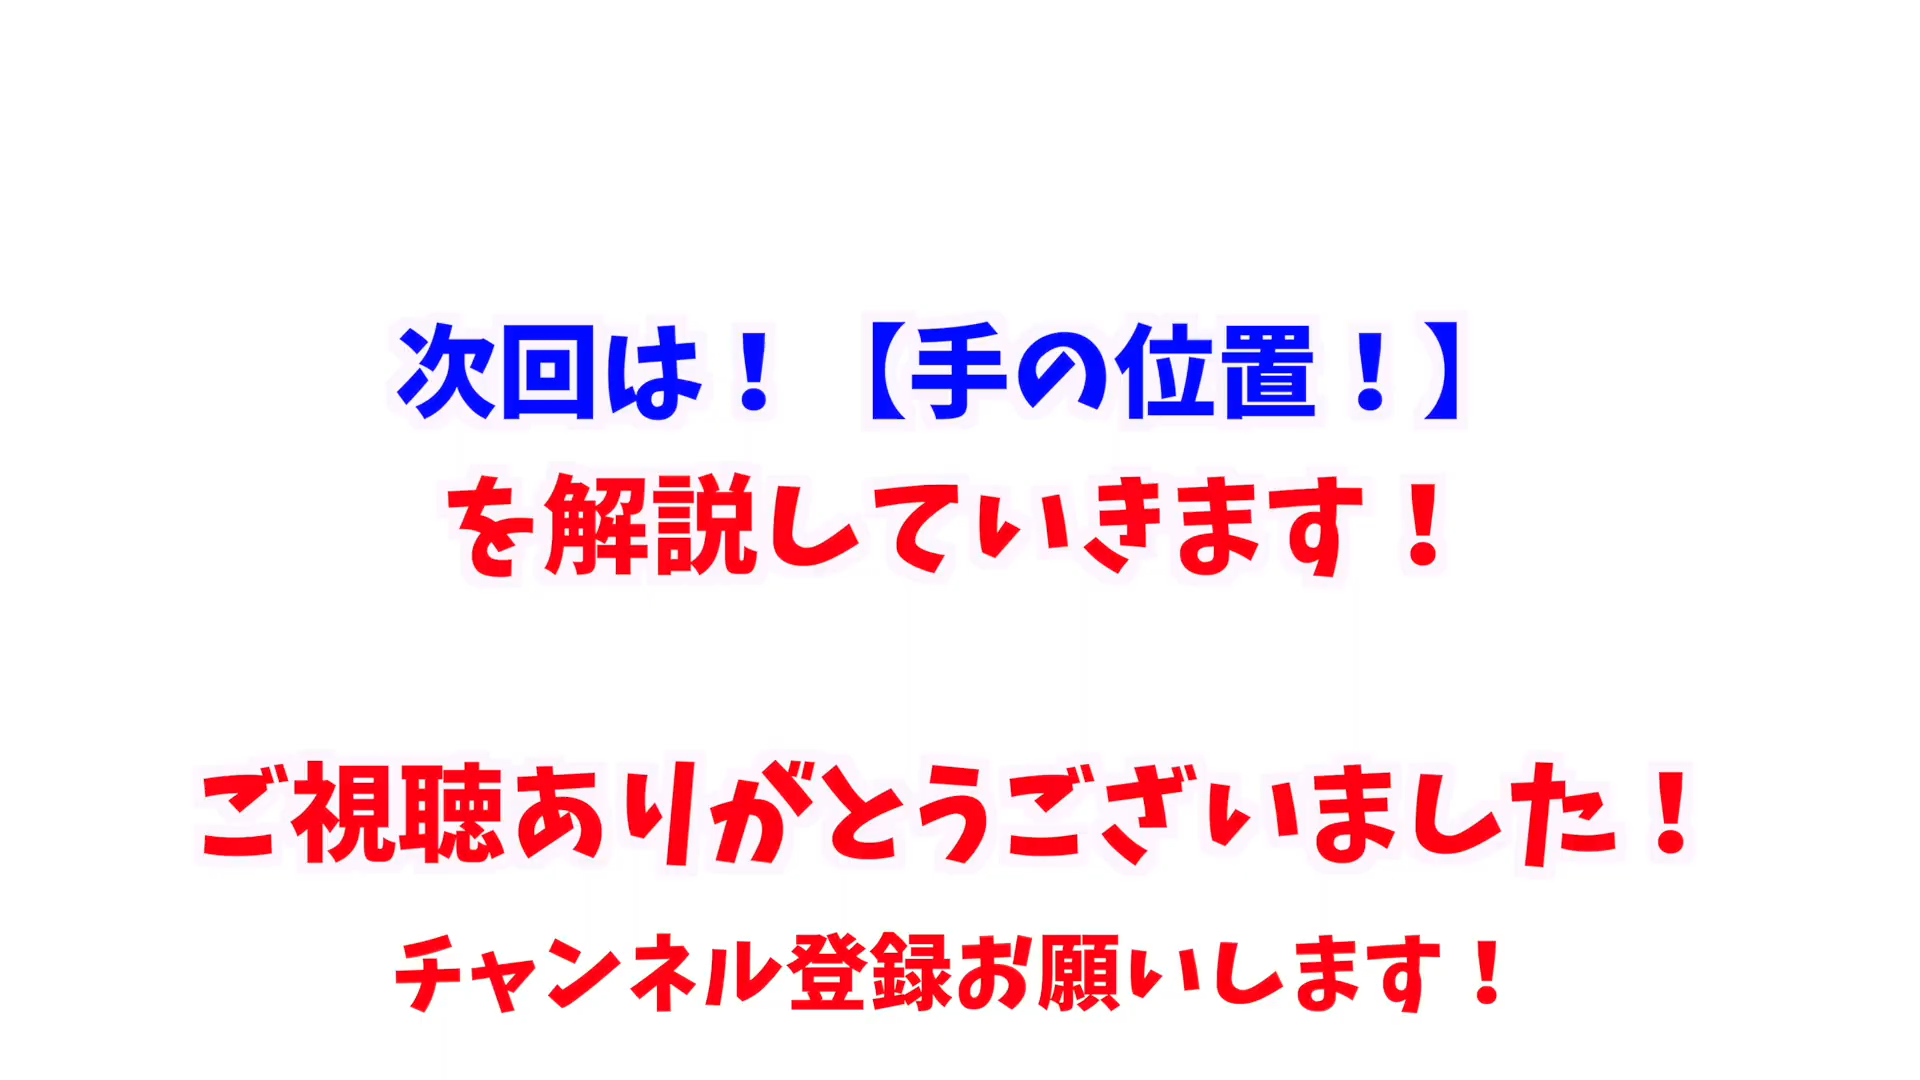 次回は！【手の位置！】
を解説していきます！
ご視聴ありがとうございました！
チャンネル登録お願いします！